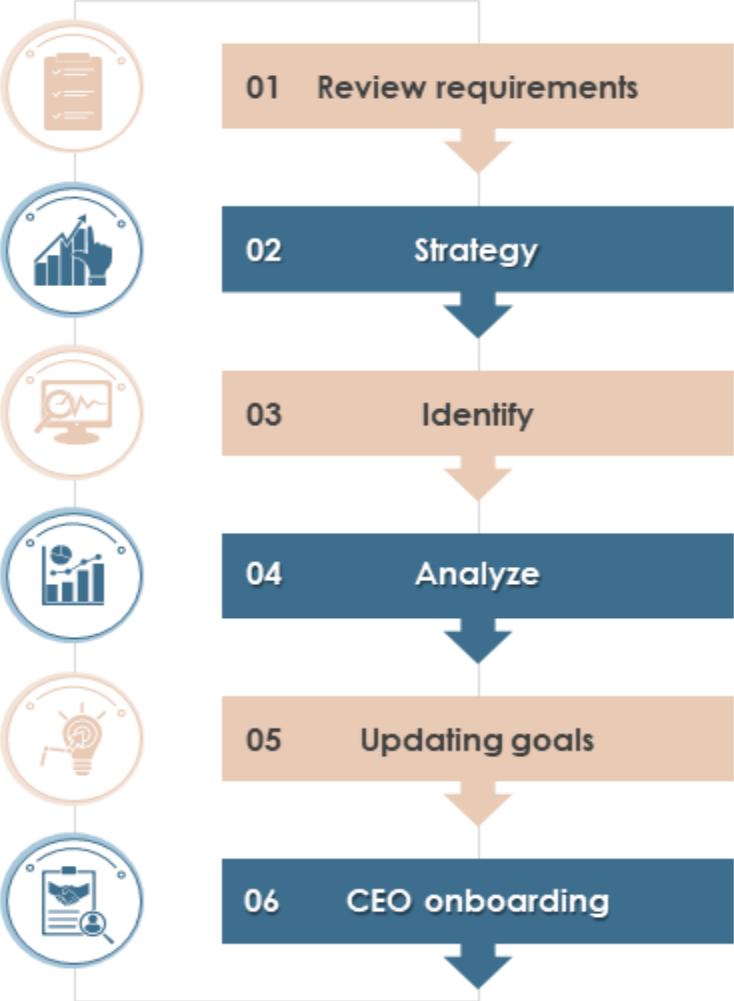 01 Review requirements
02 Strategy
03 Identify
04 Analyze
05 Updating goals
06 CEO onboarding